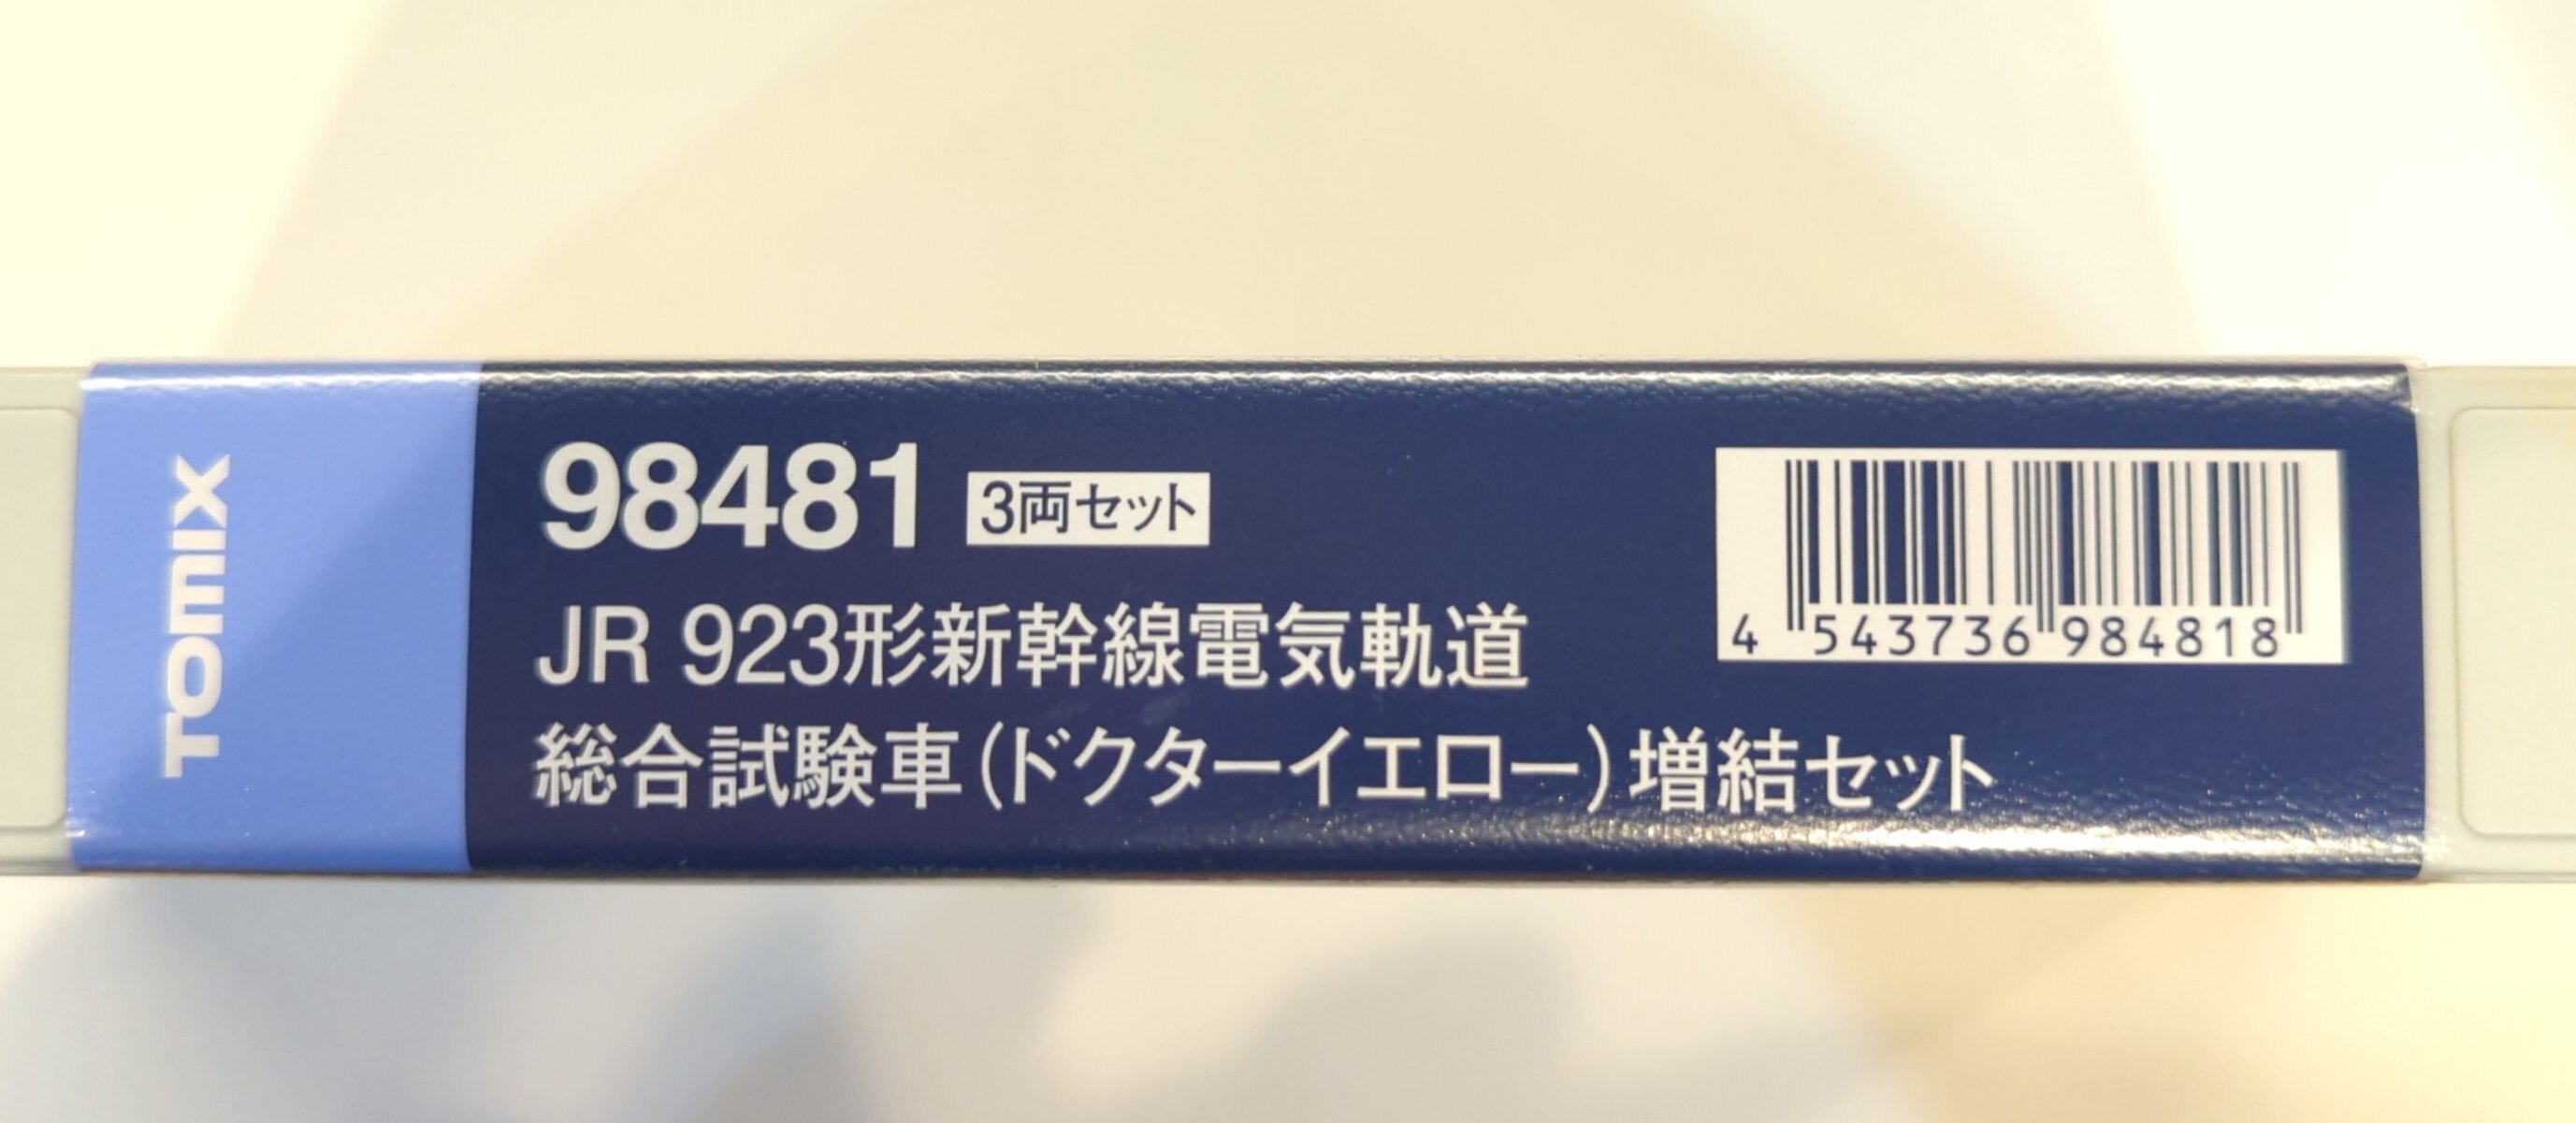 TOMIX
98481 3両セット
JR 923形新幹線電気軌道
総合試験車(ドクターイエロー)増結セット
4 543736 984818